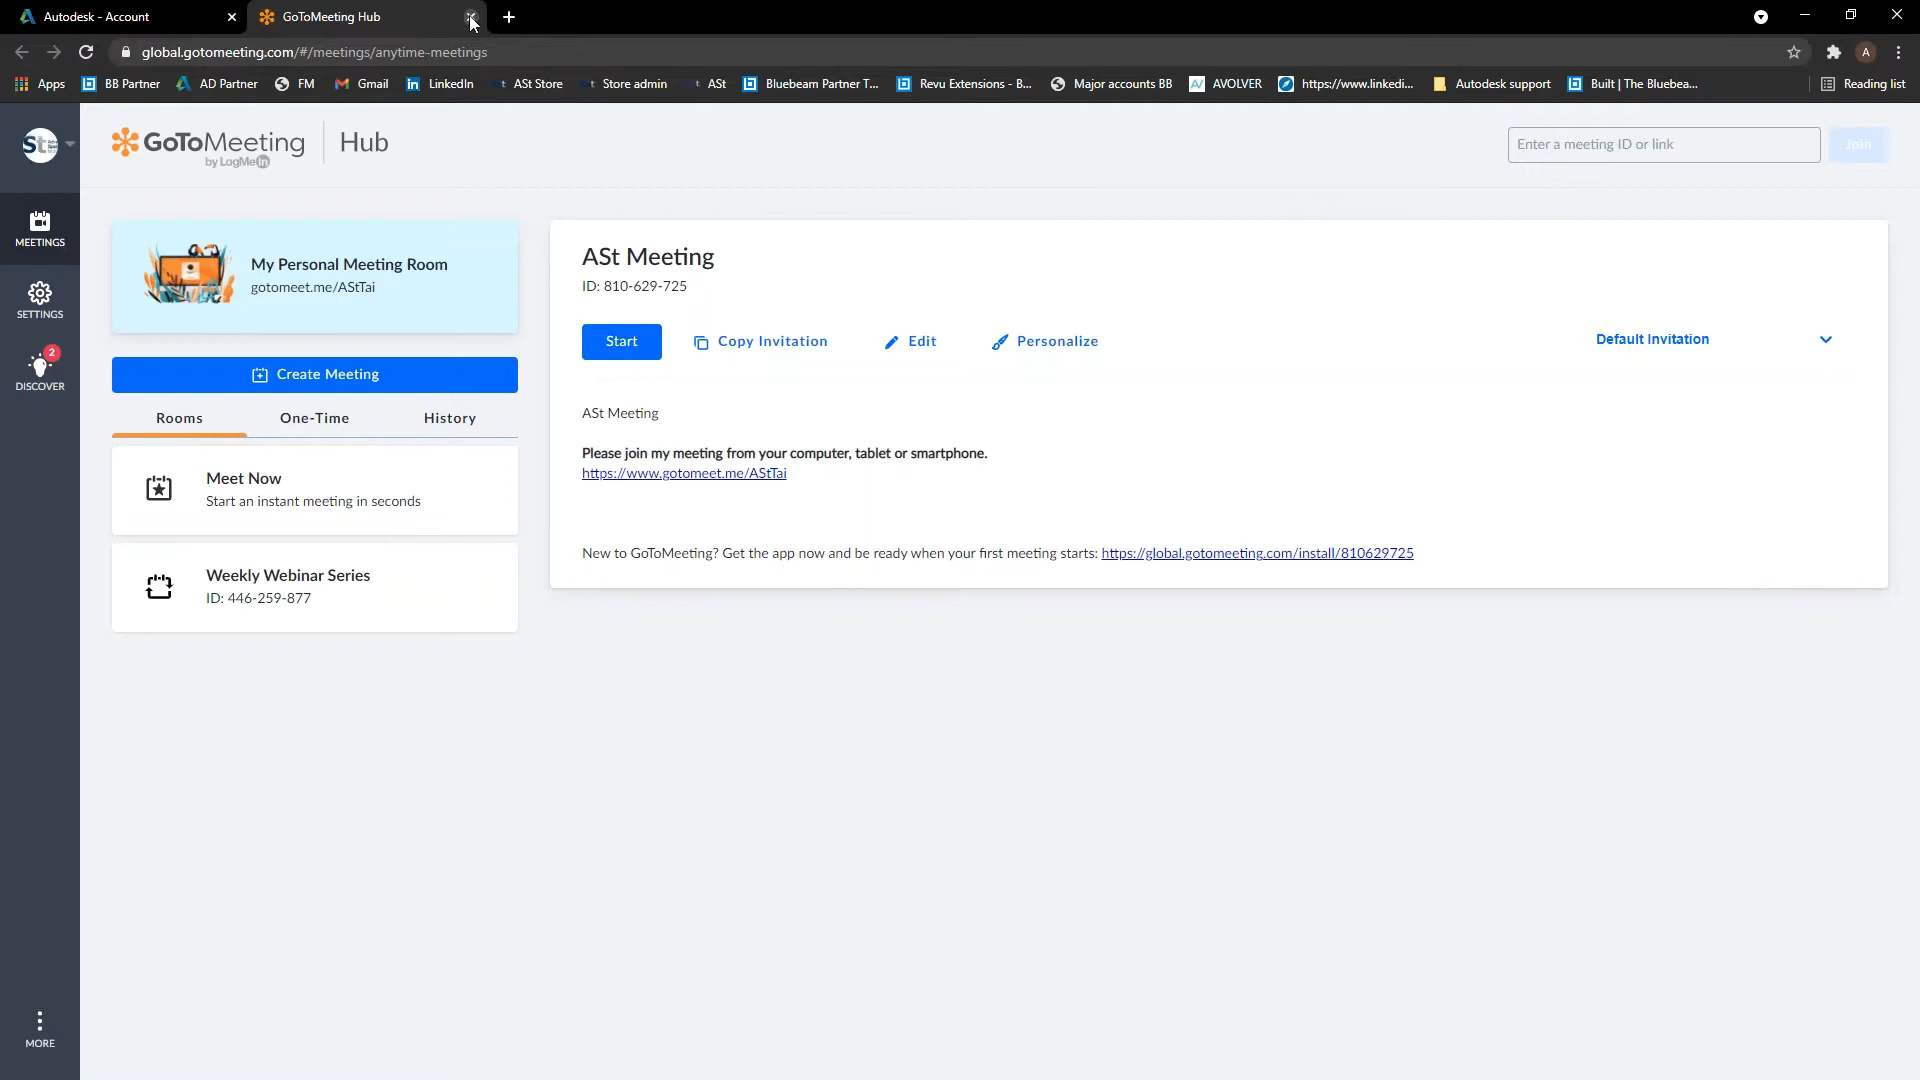 Autodesk - Account
GoToMeeting Hub
global.gotomeeting.com/#/meetings/anytime-meetings
A
Apps
BB Partner
AD Partner
FM
Gmail
LinkedIn
ASt Store
Store admin
ASt
Bluebeam Partner T...
Revu Extensions - B...
Major accounts BB
AVOLVER
https://www.linkedi...
Autodesk support
Built | The Bluebea...
Reading list
GoToMeeting
by LogMeIn
Hub
Enter a meeting ID or link
Join
MEETINGS
SETTINGS
2
DISCOVER
MORE
My Personal Meeting Room
gotomeet.me/AStTai
Create Meeting
Rooms
One-Time
History
Meet Now
Start an instant meeting in seconds
Weekly Webinar Series
ID: 446-259-877
ASt Meeting
ID: 810-629-725
Start
Copy Invitation
Edit
Personalize
Default Invitation
ASt Meeting
Please join my meeting from your computer, tablet or smartphone.
https://www.gotomeet.me/AStTai
New to GoToMeeting? Get the app now and be ready when your first meeting starts: https://global.gotomeeting.com/install/810629725